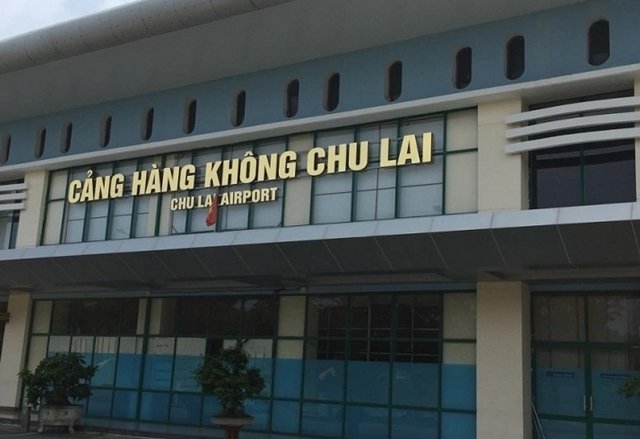 CẢNG HÀNG KHÔNG CHU LAI
CHU LAI AIRPORT